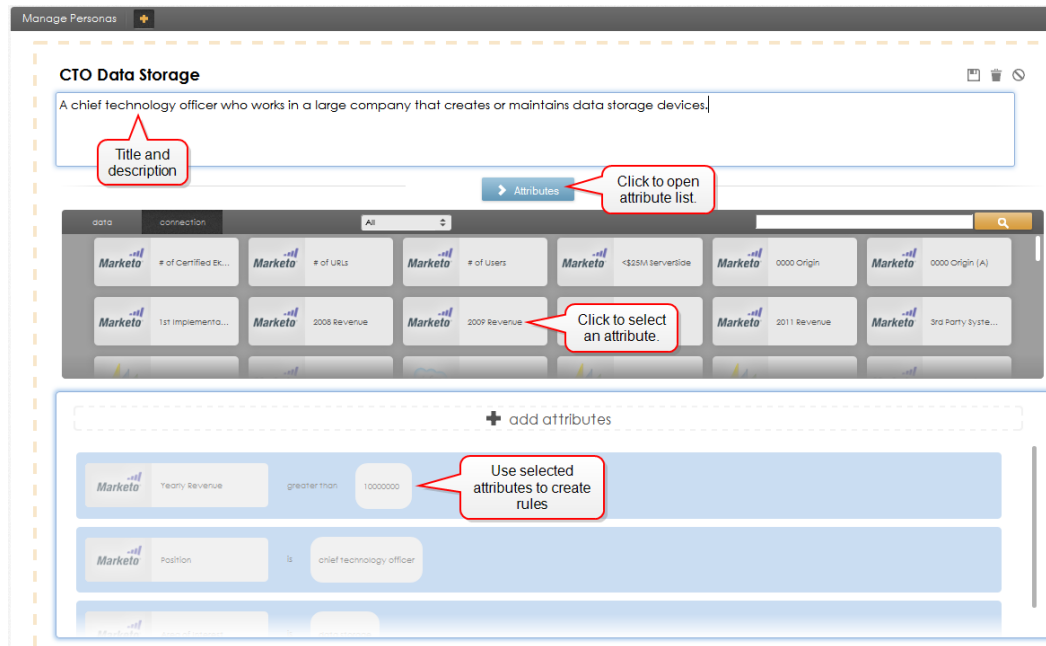 Manage Personas
CTO Data Storage
A chief technology officer who works in a large company that creates or maintains data storage devices.
Title and
description
Attributes
Click to open
attribute list.
data connection All
Marketo # of Certified Ek...
Marketo # of URLs
Marketo # of Users
Marketo <$25M ServerSide
Marketo 0000 Origin
Marketo 0000 Origin (A)
Marketo 1st Implementa...
Marketo 2008 Revenue
Marketo 2009 Revenue
Click to select
an attribute.
Marketo 2011 Revenue
Marketo 3rd Party Syste...
add attributes
Marketo Yearly Revenue greater than 10000000
Use selected
attributes to create
rules
Marketo Position is chief technology officer
Marketo